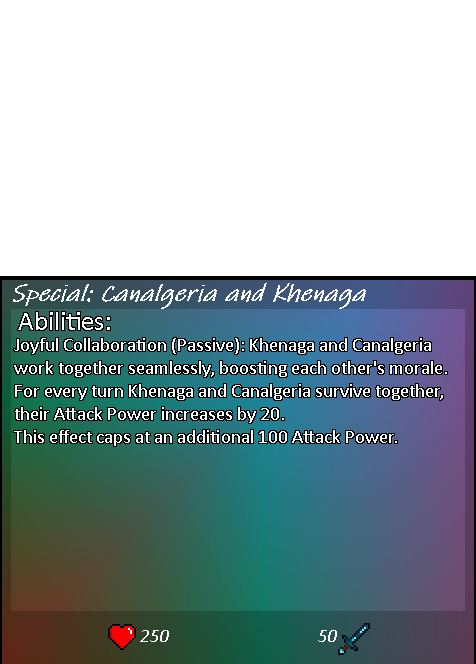 Special: Canalgeria and Khenaga
Abilities:
Joyful Collaboration (Passive): Khenaga and Canalgeria
work together seamlessly, boosting each other's morale.
For every turn Khenaga and Canalgeria survive together,
their Attack Power increases by 20.
This effect caps at an additional 100 Attack Power.
250 50